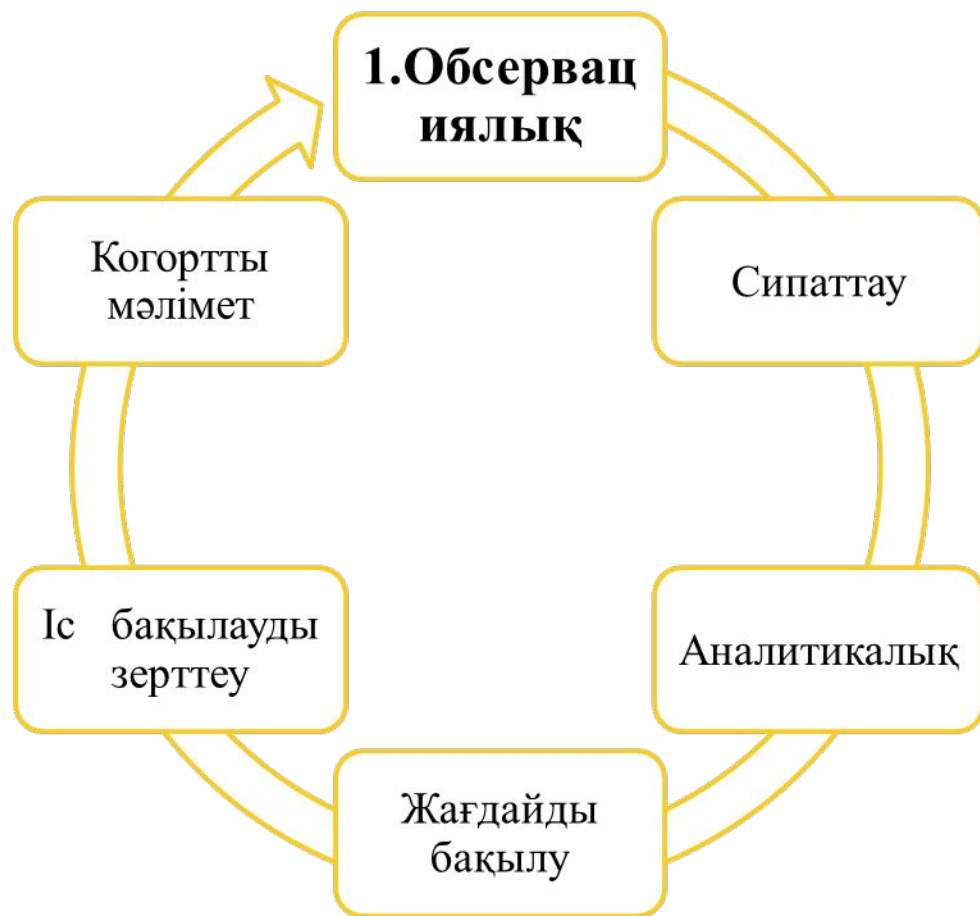 1.Обсервац
иялық
Сипаттау
Аналитикалық
Жағдайды
бақылу
Іс бақылауды
зерттеу
Когортты
мәлімет